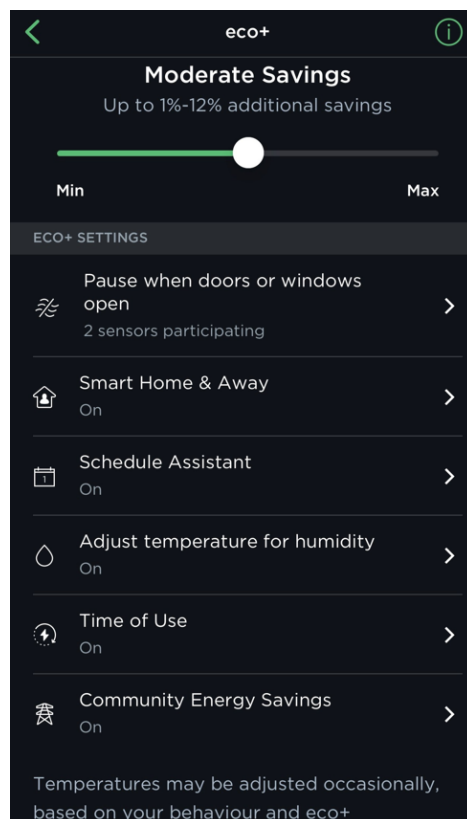 eco+
Moderate Savings
Up to 1%-12% additional savings
Min Max
ECO+ SETTINGS
Pause when doors or windows
open
2 sensors participating
Smart Home & Away
On
1
Schedule Assistant
On
Adjust temperature for humidity
On
Time of Use
On
Community Energy Savings
On
Temperatures may be adjusted occasionally,
based on your behaviour and eco+